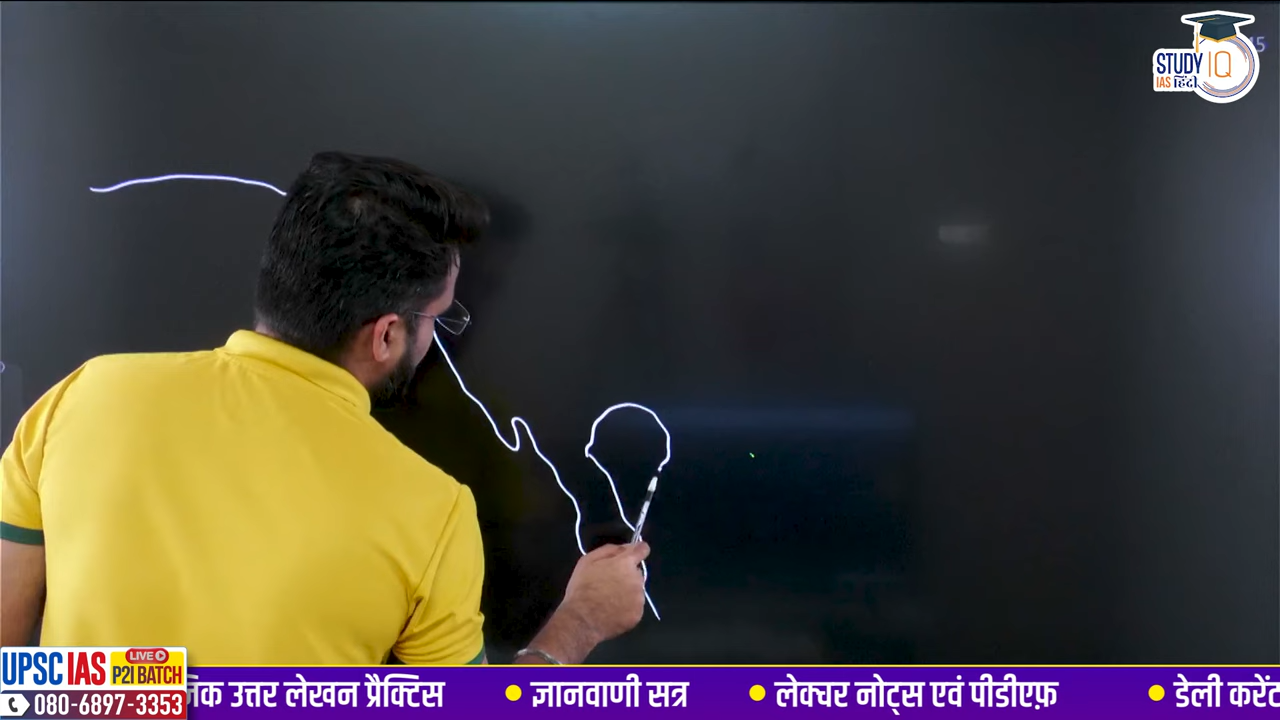 STUDY IQ
IAS हिंदी
15
UPSC IAS LIVE P2I BATCH
080-6897-3353
उत्तर लेखन प्रैक्टिस • ज्ञानवाणी सत्र • लेक्चर नोट्स एवं पीडीएफ • डेली